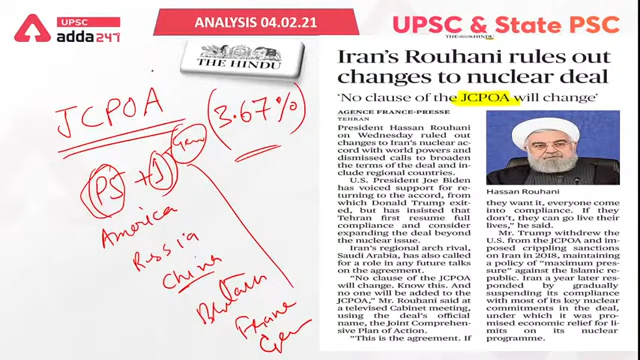 UPSC
adda247
ANALYSIS 04.02.21
UPSC & State PSC
THE HINDU
THE HINDU
Iran's Rouhani rules out
changes to nuclear deal
'No clause of the JCPOA will change'
AGENCE FRANCE-PRESSE
TEHRAN
President Hassan Rouhani
on Wednesday ruled out
changes to Iran's nuclear
accord with world powers and
dismissed calls to broaden
the terms of the deal and in-
clude regional countries.
U.S. President Joe Biden
has voiced support for re-
turning to the accord, from
which Donald Trump exit-
ed, but has insisted that
Tehran first resume full
compliance and consider
expanding the deal beyond
the nuclear issue.
Iran's regional arch rival,
Saudi Arabia, has also called
for a role in any future talks
on the agreement.
"No clause of the JCPOA
will change. Know this. And
no one will be added to the
JCPOA," Mr. Rouhani said at
a televised Cabinet meeting,
using the deal's official
name, the Joint Comprehen-
sive Plan of Action.
"This is the agreement. If
Hassan Rouhani
they want it, everyone come
into compliance. If they
don't, they can go live their
lives," he said.
Mr. Trump withdrew the
U.S. from the JCPOA and im-
posed crippling sanctions
on Iran in 2018, maintaining
a policy of "maximum pres-
sure" against the Islamic re-
public. Iran a year later res-
ponded by gradually
suspending its compliance
with most of its key nuclear
commitments in the deal,
under which it was pro-
mised economic relief for li-
mits on its nuclear
programme.
JCPOA (3.67%)
P5 + 1
America
Russia
China
Britain
France
Ger